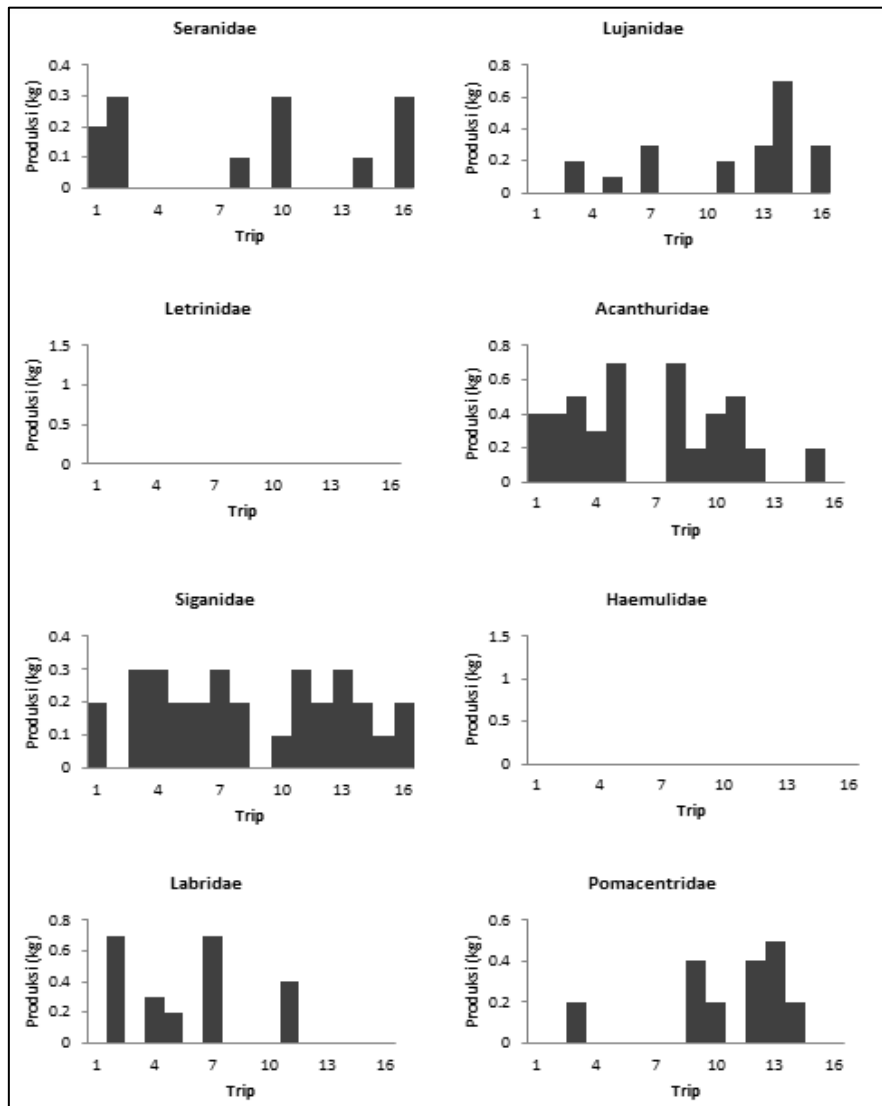 Seranidae
Produksi (kg)
0.4
0.3
0.2
0.1
0
1 4 7 10 13 16
Trip
Lujanidae
Produksi (kg)
0.8
0.6
0.4
0.2
0
1 4 7 10 13 16
Trip
Letrinidae
Produksi (kg)
1.5
1
0.5
0
1 4 7 10 13 16
Trip
Acanthuridae
Produksi (kg)
0.8
0.6
0.4
0.2
0
1 4 7 10 13 16
Trip
Siganidae
Produksi (kg)
0.4
0.3
0.2
0.1
0
1 4 7 10 13 16
Trip
Haemulidae
Produksi (kg)
1.5
1
0.5
0
1 4 7 10 13 16
Trip
Labridae
Produksi (kg)
0.8
0.6
0.4
0.2
0
1 4 7 10 13 16
Trip
Pomacentridae
Produksi (kg)
0.6
0.4
0.2
0
1 4 7 10 13 16
Trip